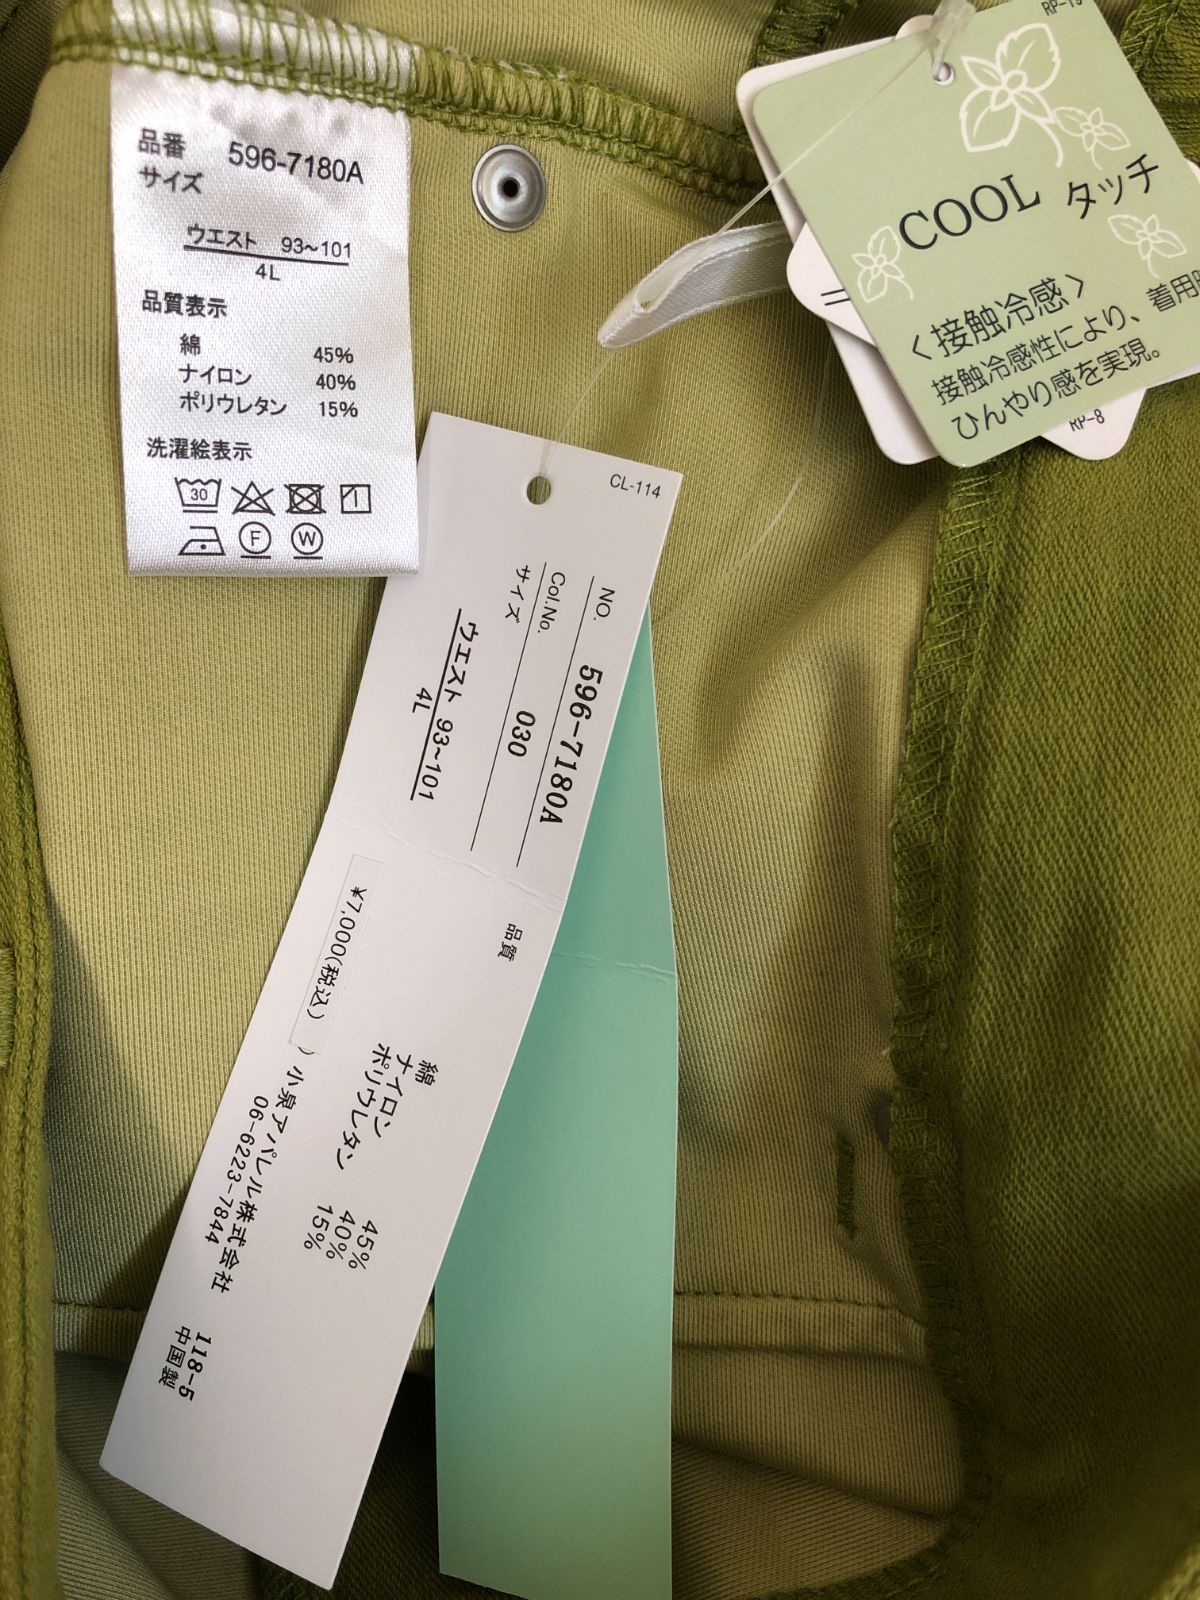 品番 596-7180A
サイズ
ウエスト 93~101
4L
品質表示
綿 45%
ナイロン 40%
ポリウレタン 15%
洗濯絵表示
30
F W
RP-19
COOL タッチ
<接触冷感>
接触冷感性により、着用
ひんやり感を実現。
RP-8
CL-114
NO. 596-7180A
Col.No. 030
サイズ
ウエスト 93~101
4L
品質
綿 45%
ナイロン 40%
ポリウレタン 15%
¥7,000(税込)
小泉アパレル株式会社
06-6223-7844
118-5
中国製